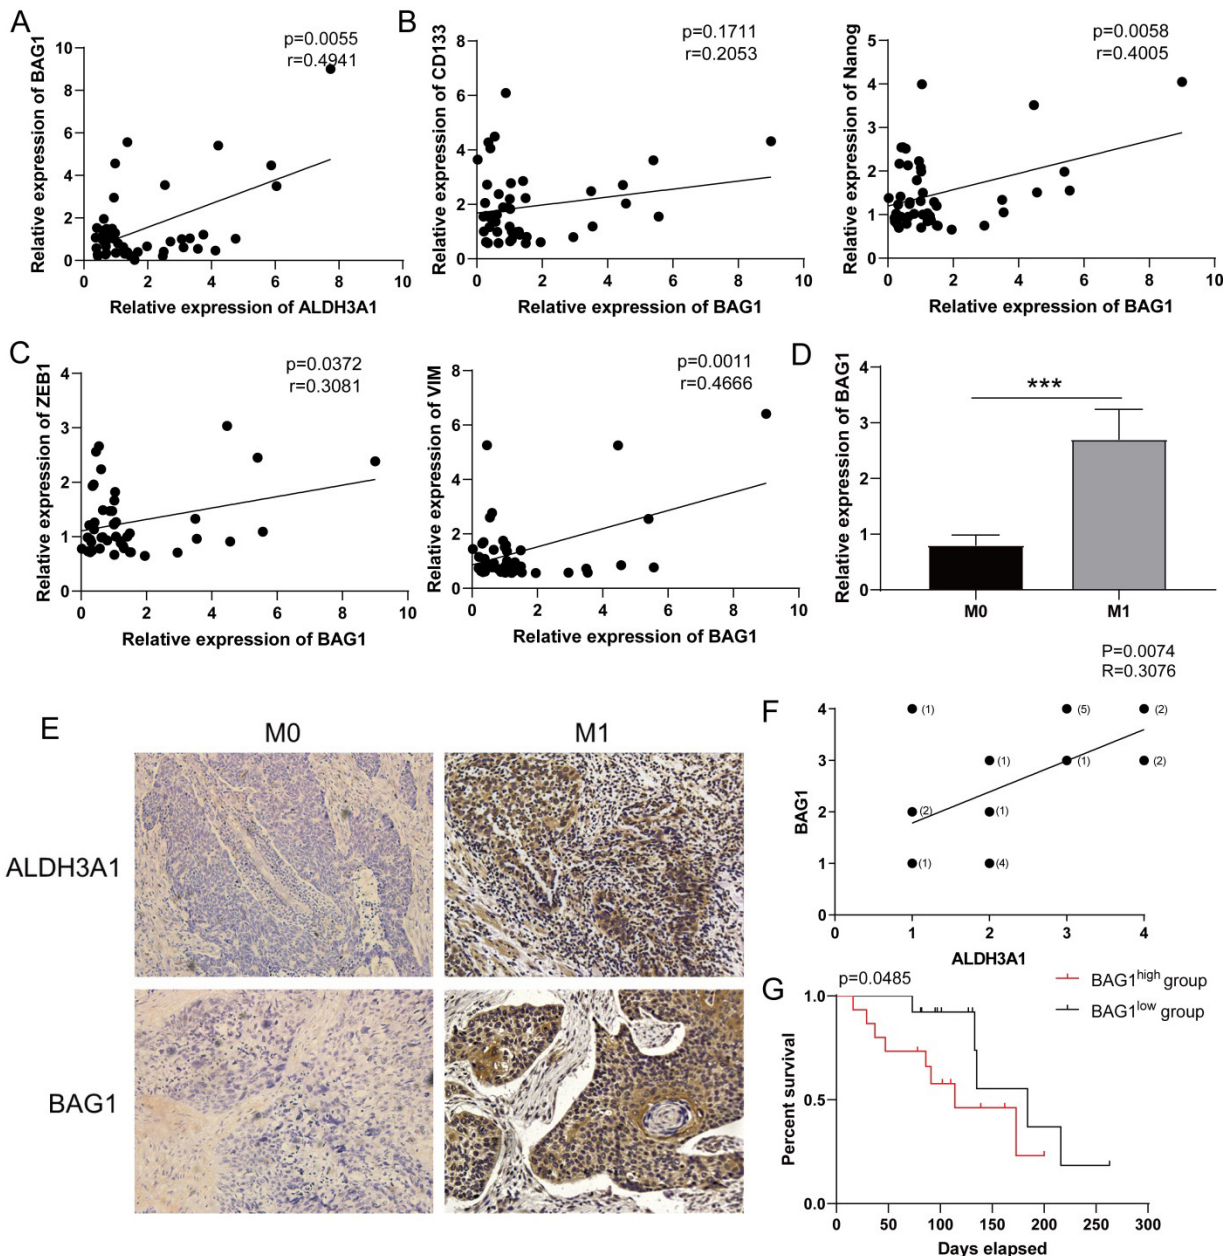 A
Relative expression of BAG1
p=0.0055
r=0.4941
10
8
6
4
2
0
0 2 4 6 8 10
Relative expression of ALDH3A1
B
Relative expression of CD133
p=0.1711
r=0.2053
8
6
4
2
0
0 2 4 6 8 10
Relative expression of BAG1
Relative expression of Nanog
p=0.0058
r=0.4005
5
4
3
2
1
0
0 2 4 6 8 10
Relative expression of BAG1
C
Relative expression of ZEB1
p=0.0372
r=0.3081
4
3
2
1
0
0 2 4 6 8 10
Relative expression of BAG1
Relative expression of VIM
p=0.0011
r=0.4666
8
6
4
2
0
0 2 4 6 8 10
Relative expression of BAG1
D
Relative expression of BAG1
***
4
3
2
1
0
M0 M1
E
M0 M1
ALDH3A1
BAG1
P=0.0074
R=0.3076
F
BAG1
4
3
2
1
0
(1) (5) (2)
(1) (1) (2)
(2) (1)
(1) (4)
0 1 2 3 4
ALDH3A1
G
p=0.0485
BAG1high group
BAG1low group
Percent survival
1.0
0.5
0.0
0 50 100 150 200 250 300
Days elapsed